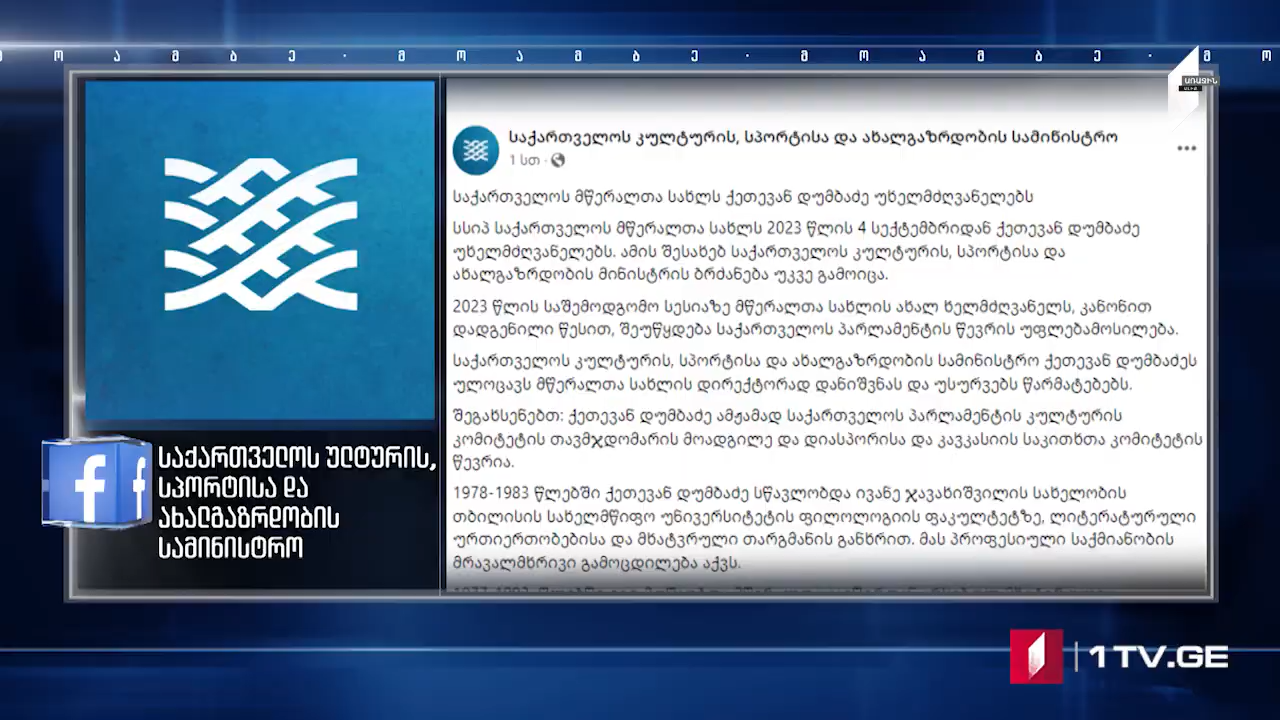 ო ა მ ბ ე · მ ო ა მ ბ ე · მ ო ა მ ბ ე · მ ო
ԱՌԱՋԻՆ
ԱԼԻՔ
საქართველოს კულტურის, სპორტისა და ახალგაზრდობის სამინისტრო
1 სთ ·
საქართველოს მწერალთა სახლს ქეთევან დუმბაძე უხელმძღვანელებს
სსიპ საქართველოს მწერალთა სახლს 2023 წლის 4 სექტემბრიდან ქეთევან დუმბაძე
უხელმძღვანელებს. ამის შესახებ საქართველოს კულტურის, სპორტისა და
ახალგაზრდობის მინისტრის ბრძანება უკვე გამოიცა.
2023 წლის საშემოდგომო სესიაზე მწერალთა სახლის ახალ ხელმძღვანელს, კანონით
დადგენილი წესით, შეუწყდება საქართველოს პარლამენტის წევრის უფლებამოსილება.
საქართველოს კულტურის, სპორტისა და ახალგაზრდობის სამინისტრო ქეთევან დუმბაძეს
ულოცავს მწერალთა სახლის დირექტორად დანიშვნას და უსურვებს წარმატებებს.
შეგახსენებთ: ქეთევან დუმბაძე ამჟამად საქართველოს პარლამენტის კულტურის
კომიტეტის თავმჯდომარის მოადგილე და დიასპორისა და კავკასიის საკითხთა კომიტეტის
წევრია.
1978-1983 წლებში ქეთევან დუმბაძე სწავლობდა ივანე ჯავახიშვილის სახელობის
თბილისის სახელმწიფო უნივერსიტეტის ფილოლოგიის ფაკულტეტზე, ლიტერატურული
ურთიერთობებისა და მხატვრული თარგმანის განხრით. მას პროფესიული საქმიანობის
მრავალმხრივი გამოცდილება აქვს.
საქართველოს ულტურის,
სპორტისა და
ახალგაზრდობის
სამინისტრო
1TV.GE